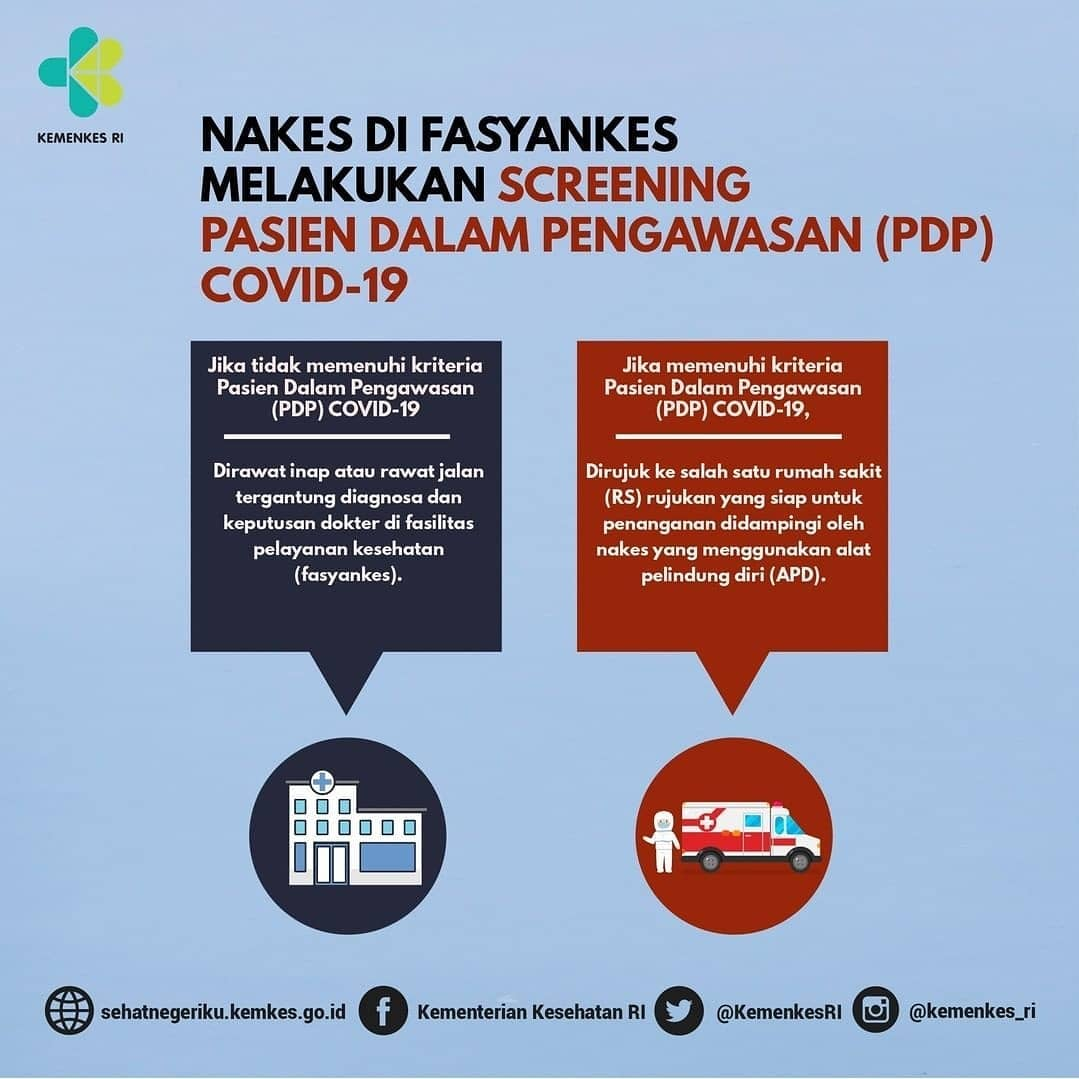 KEMENKES RI
NAKES DI FASYANKES
MELAKUKAN SCREENING
PASIEN DALAM PENGAWASAN (PDP)
COVID-19
Jika tidak memenuhi kriteria
Pasien Dalam Pengawasan
(PDP) COVID-19
Dirawat inap atau rawat jalan
tergantung diagnosa dan
keputusan dokter di fasilitas
pelayanan kesehatan
(fasyankes).
Jika memenuhi kriteria
Pasien Dalam Pengawasan
(PDP) COVID-19,
Dirujuk ke salah satu rumah sakit
(RS) rujukan yang siap untuk
penanganan didampingi oleh
nakes yang menggunakan alat
pelindung diri (APD).
sehatnegeriku.kemkes.go.id Kementerian Kesehatan RI @KemenkesRI @kemenkes_ri